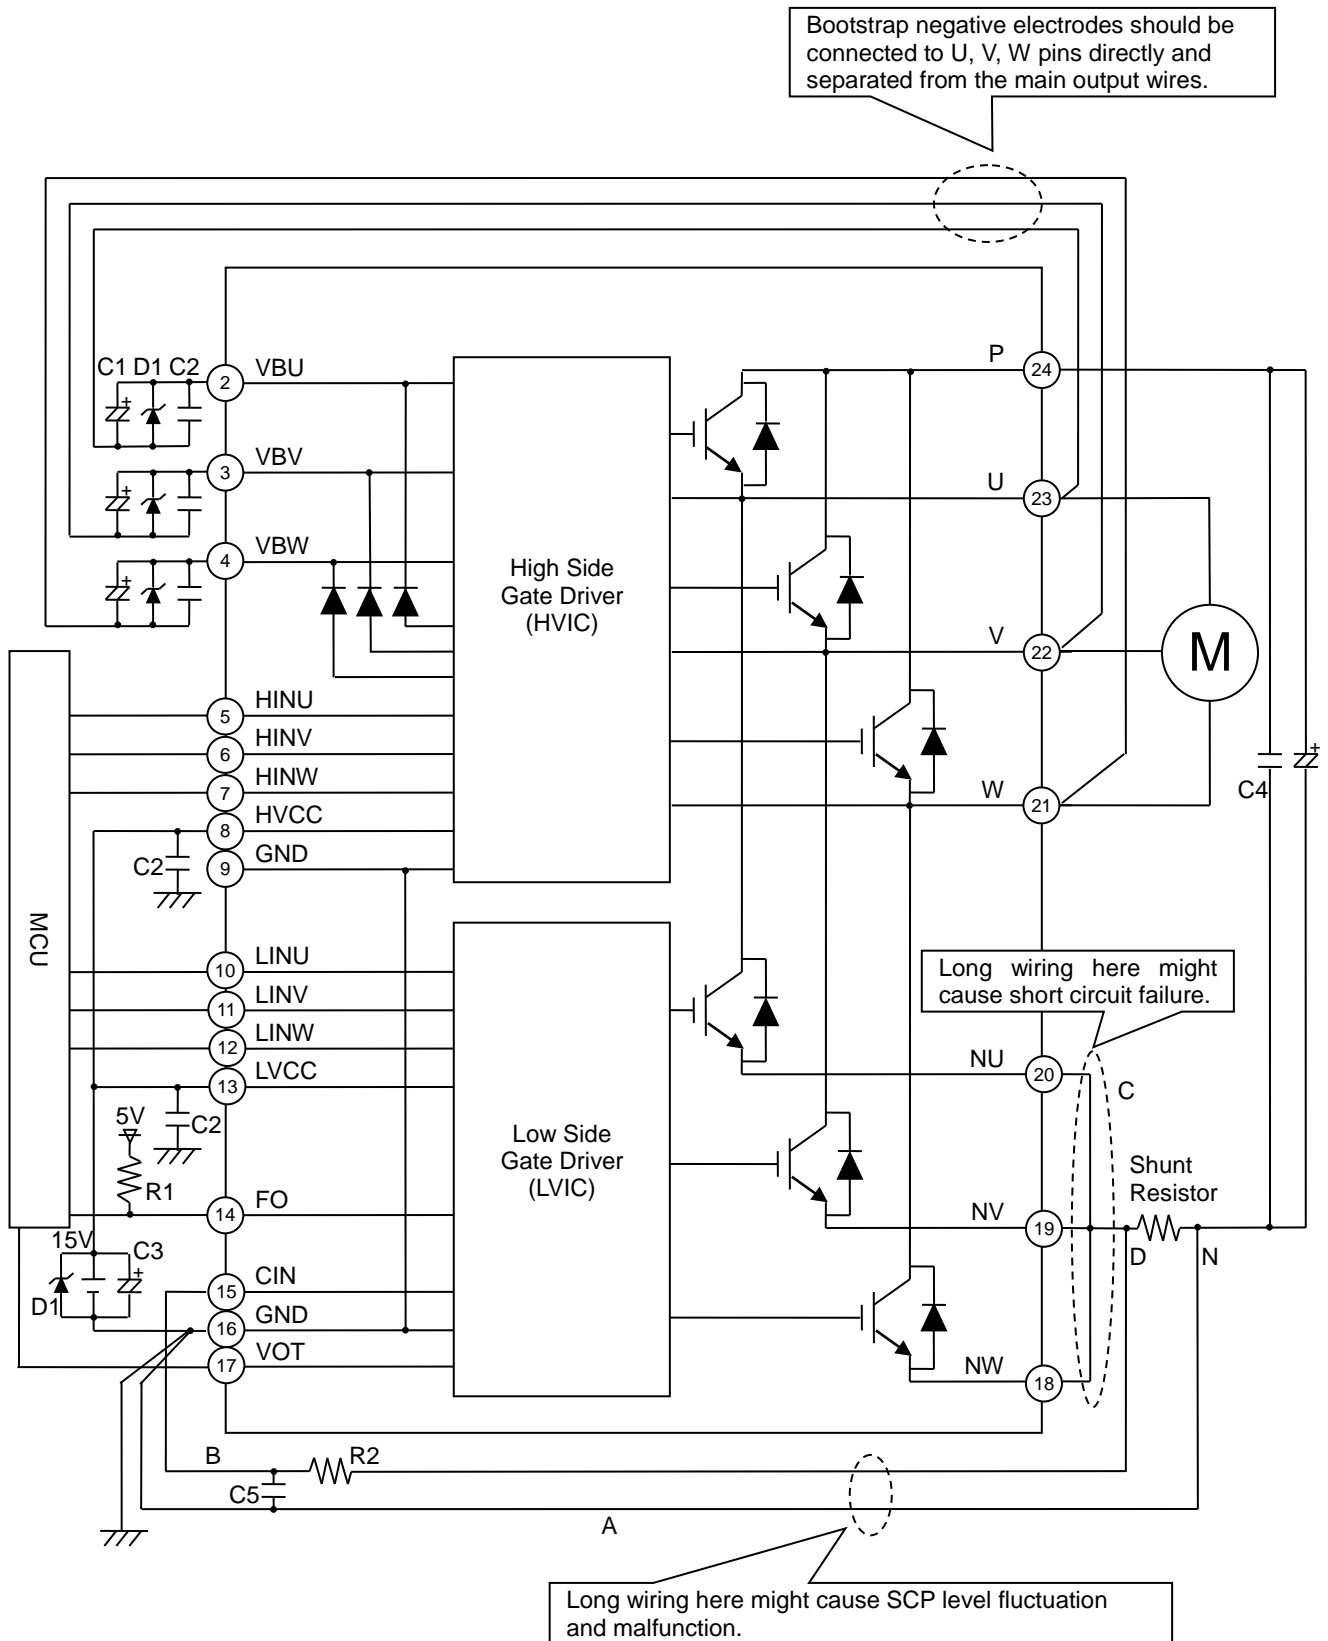 Bootstrap negative electrodes should be
connected to U, V, W pins directly and
separated from the main output wires.
C1 D1 C2
+
2
VBU
P
24
3
VBV
+
U
23
4
VBW
+
High Side
Gate Driver
(HVIC)
V
22
M
5
HINU
6
HINV
7
HINW
+
C4
W
21
8
HVCC
C2
9
GND
MCU
10
LINU
Long wiring here might
cause short circuit failure.
11
LINV
12
LINW
13
LVCC
NU
20
C
5V
C2
Low Side
Gate Driver
(LVIC)
Shunt
Resistor
R1
14
FO
NV
19
D
N
15V
C3
+
D1
15
CIN
16
GND
17
VOT
NW
18
B
R2
C5
A
Long wiring here might cause SCP level fluctuation
and malfunction.